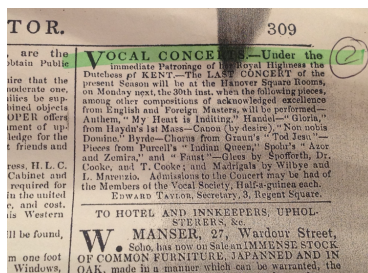 TOR.
309
2
are the
obtain Public
uire that the
moderate one,
ilities be sup-
bined objects
OPER offers
ment of up-
ledge for the
friends and
ress, H. L. C.
Cabinet and
required for
in the united
e, and cost.
is Western
ll be found,
m one foot
Windows,
VOCAL CONCERTS.—Under the
immediate Patronage of her Royal Highness the
Dutchess of KENT.—The LAST CONCERT of the
present Season will be at the Hanover Square Rooms,
on Monday next, the 30th inst, when the following pieces,
among other compositions of acknowledged excellence
from English and Foreign Masters, will be performed—
Anthem, "My Heart is Inditing," Handel—"Gloria,"
from Haydn's 1st Mass—Canon (by desire), "Non nobis
Domine," Byrde—Chorus from Graun's "Tod Jesu"—
Pieces from Purcell's "Indian Queen," Spohr's "Azor
and Zemira," and "Faust"—Glees by Spofforth, Dr.
Cooke, and T. Cooke; and Madrigals by Wilbye and
L. Marenzio. Admissions to the Concert may be had of
the Members of the Vocal Society, Half-a-guinea each.
EDWARD TAYLOR, Secretary, 3, Regent Square.
TO HOTEL AND INNKEEPERS, UPHOL-
STERERS, &c.
W. MANSER, 27, Wardour Street,
Soho, has now on Sale an IMMENSE STOCK
OF COMMON FURNITURE, JAPANNED AND IN
OAK, made in a manner which can be warranted, the